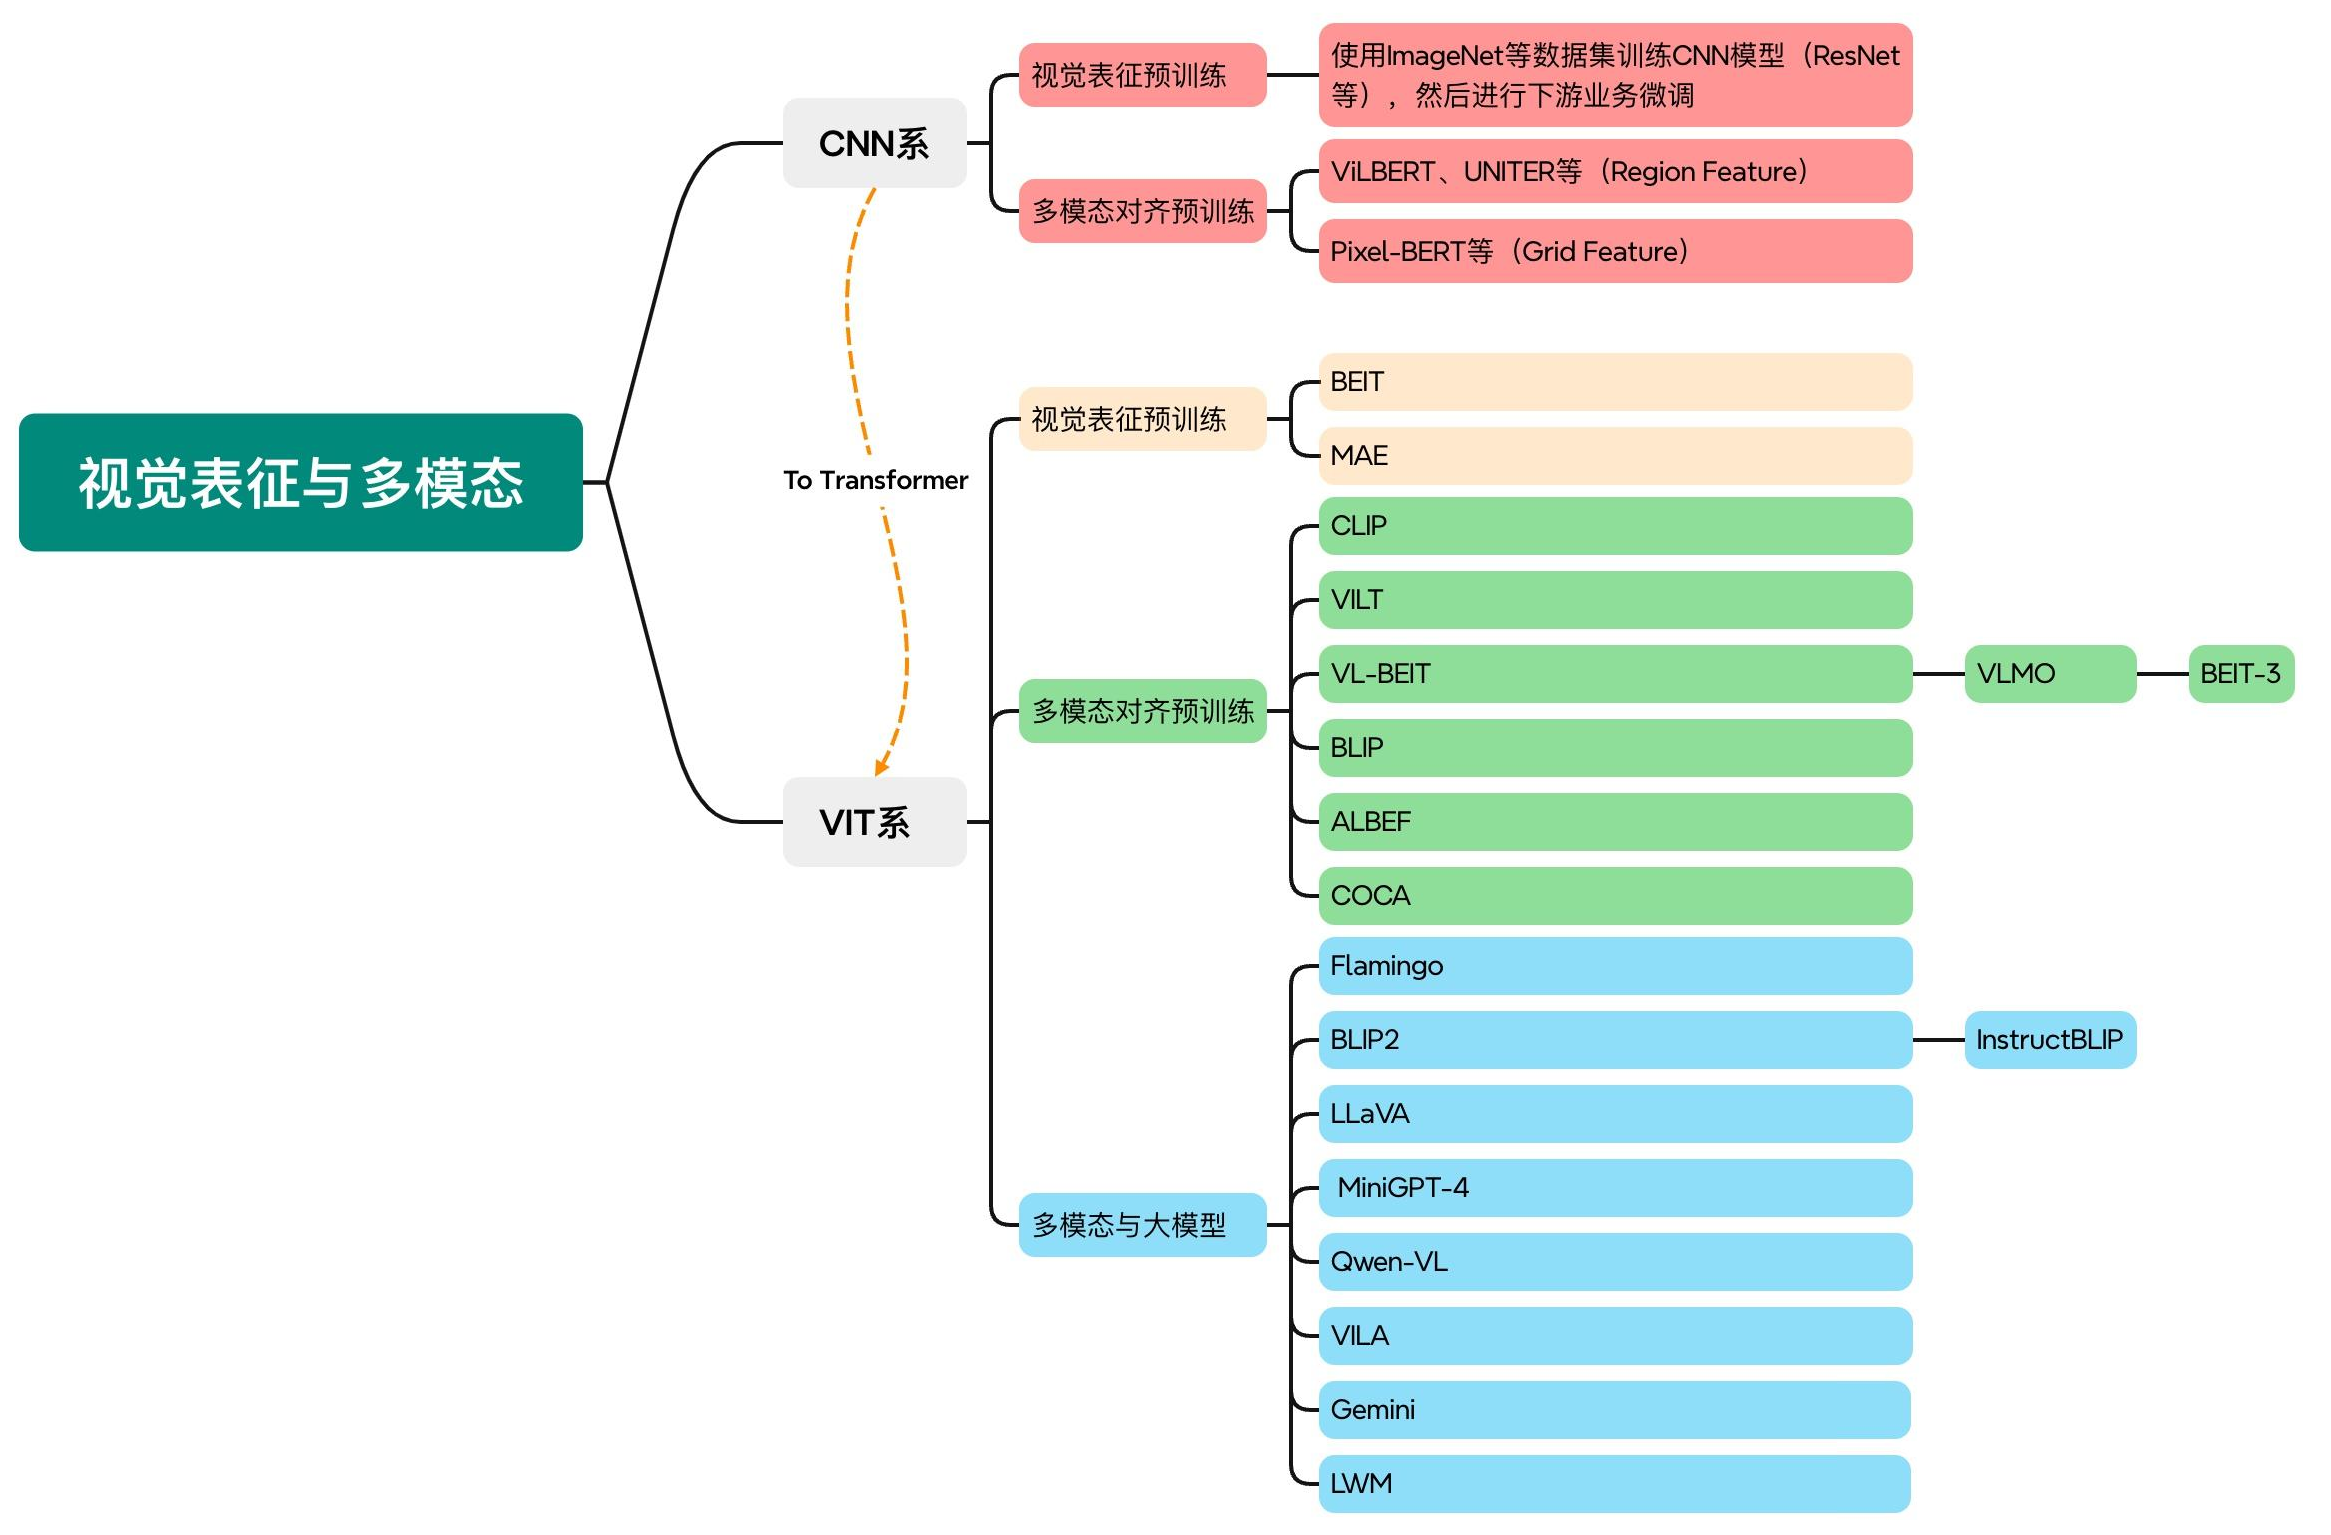 视觉表征与多模态
CNN系
视觉表征预训练
使用ImageNet等数据集训练CNN模型（ResNet
等），然后进行下游业务微调
多模态对齐预训练
ViLBERT、UNITER等（Region Feature）
Pixel-BERT等（Grid Feature）
To Transformer
VIT系
视觉表征预训练
BEIT
MAE
多模态对齐预训练
CLIP
VILT
VL-BEIT
VLMO
BEIT-3
BLIP
ALBEF
COCA
多模态与大模型
Flamingo
BLIP2
InstructBLIP
LLaVA
MiniGPT-4
Qwen-VL
VILA
Gemini
LWM